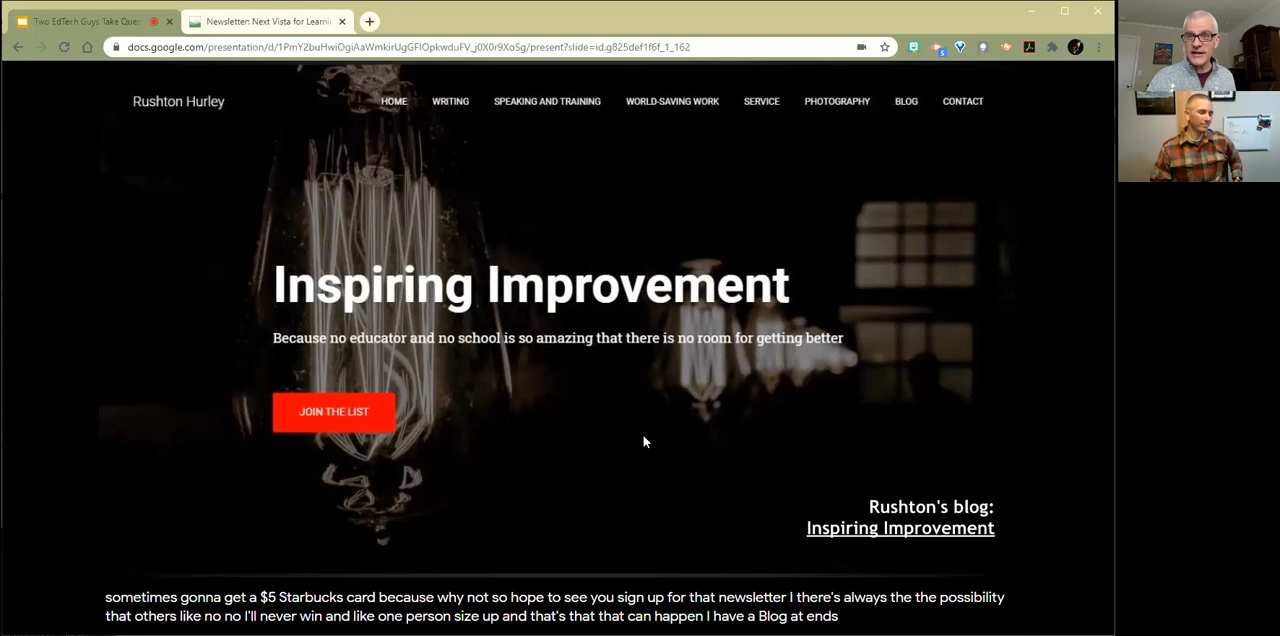 Two EdTech Guys Take Ques
Newsletter: Next Vista for Learni
docs.google.com/presentation/d/1PmY2buHwiOgiAaWmkirUgGFIOpkwduFV_j0X0r9XoSg/present?slide=id.g825def1f6f_1_162
Rushton Hurley
HOME WRITING SPEAKING AND TRAINING WORLD-SAVING WORK SERVICE PHOTOGRAPHY BLOG CONTACT
Inspiring Improvement
Because no educator and no school is so amazing that there is no room for getting better
JOIN THE LIST
Rushton's blog:
Inspiring Improvement
sometimes gonna get a $5 Starbucks card because why not so hope to see you sign up for that newsletter I there's always the the possibility
that others like no no I'll never win and like one person size up and that's that that can happen I have a Blog at ends